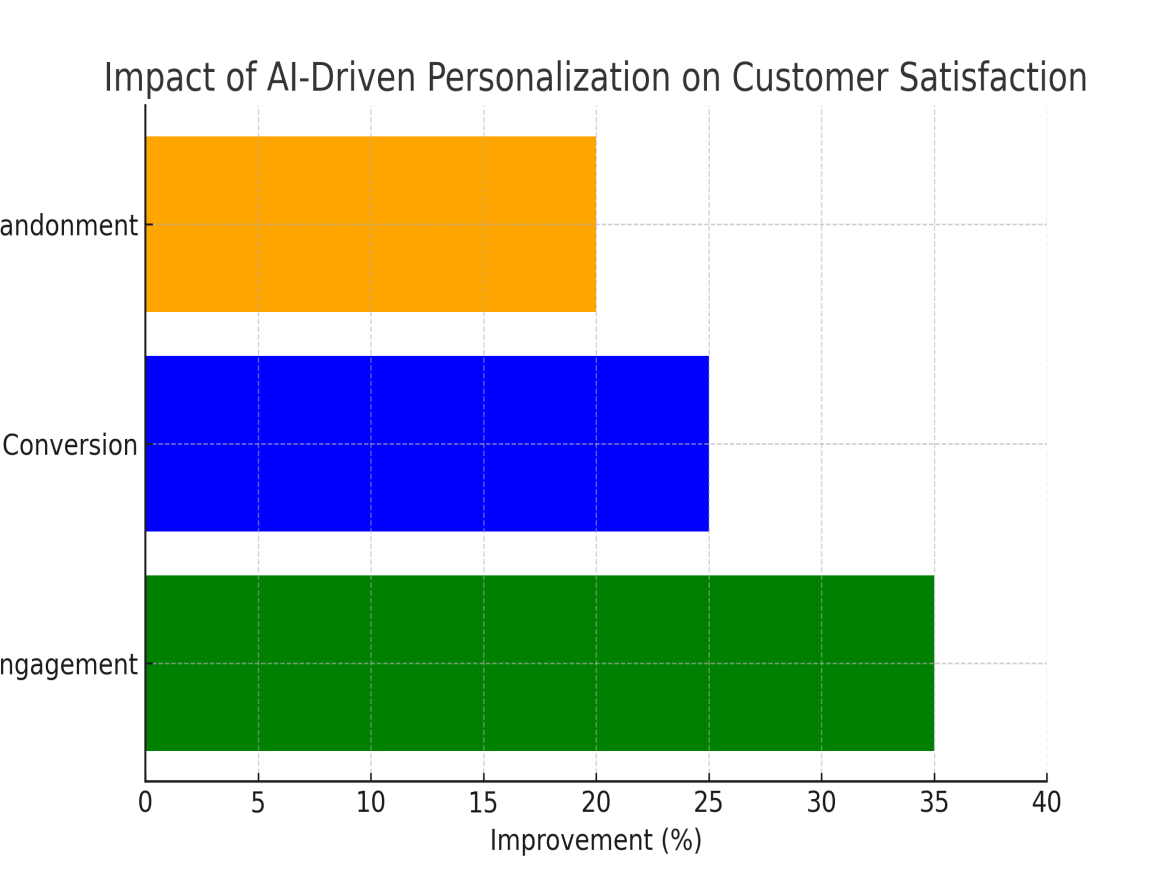 Impact of AI-Driven Personalization on Customer Satisfaction
andonment
Conversion
ngagement
0 5 10 15 20 25 30 35 40
Improvement (%)